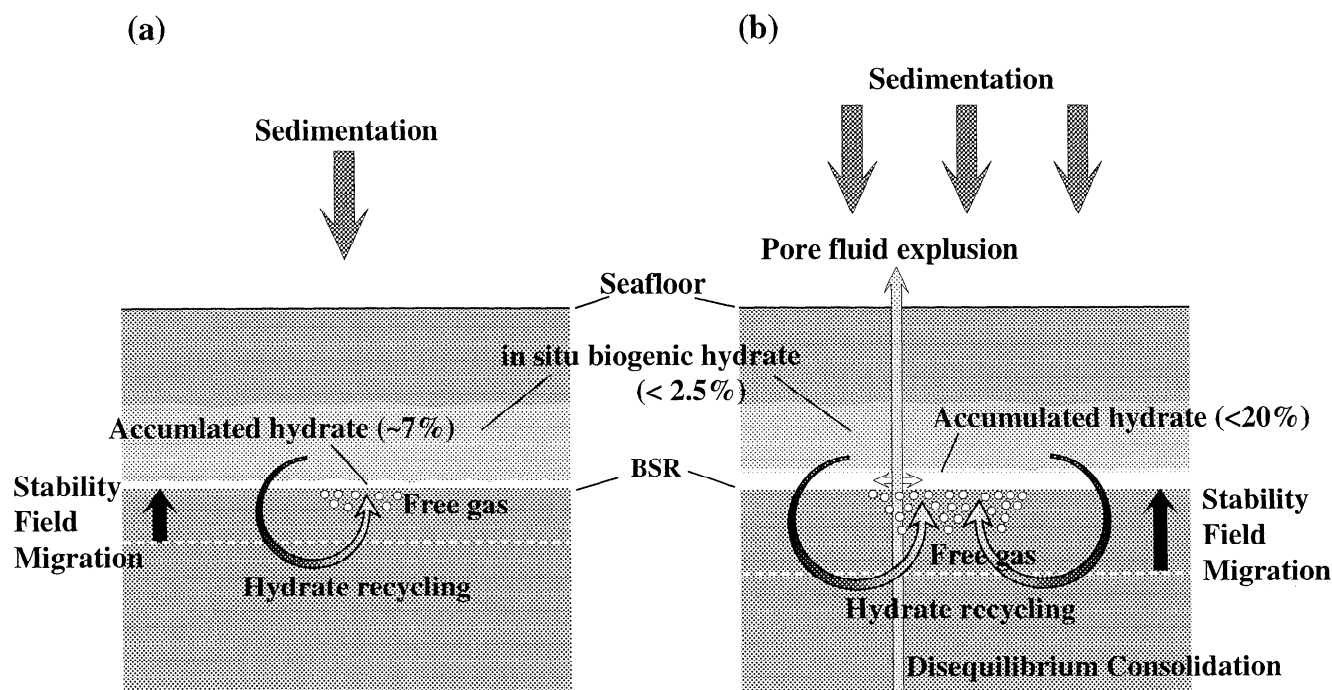 (a)
(b)
Sedimentation
Sedimentation
Pore fluid explusion
Seafloor
in situ biogenic hydrate
(< 2.5%)
Accumlated hydrate (~7%)
Accumulated hydrate (<20%)
BSR
Stability
Field
Migration
Free gas
Hydrate recycling
Stability
Field
Migration
Free gas
Hydrate recycling
Disequilibrium Consolidation